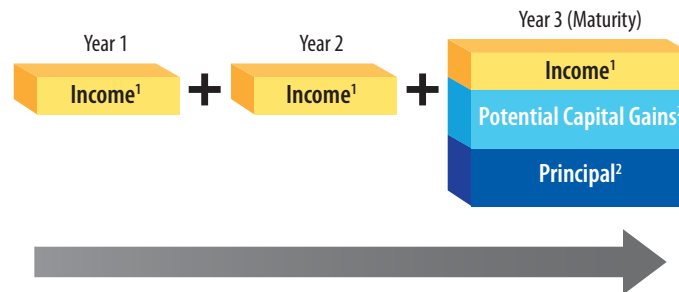 Year 1
Year 2
Year 3 (Maturity)
Income¹
Income¹
Income¹
Potential Capital Gains
Principal²